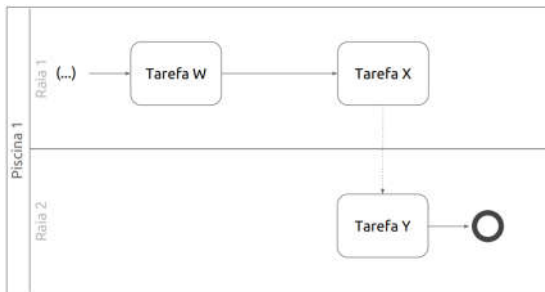 Piscina 1
Raia 1
(...)
Tarefa W
Tarefa X
Raia 2
Tarefa Y